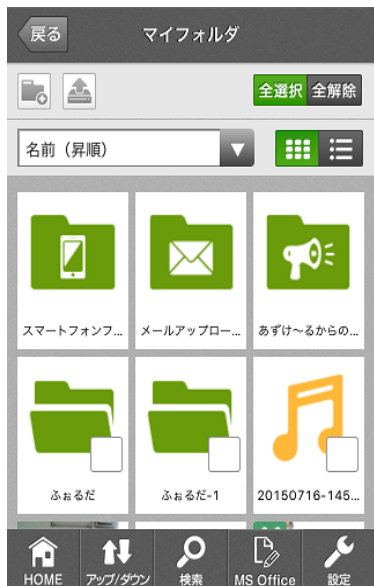 戻る
マイフォルダ
全選択 全解除
名前（昇順）
スマートフォンフ...
メールアップロー...
あずけ〜るからの...
ふぉるだ
ふぉるだ-1
20150716-145...
HOME
アップ/ダウン
検索
MS Office
設定